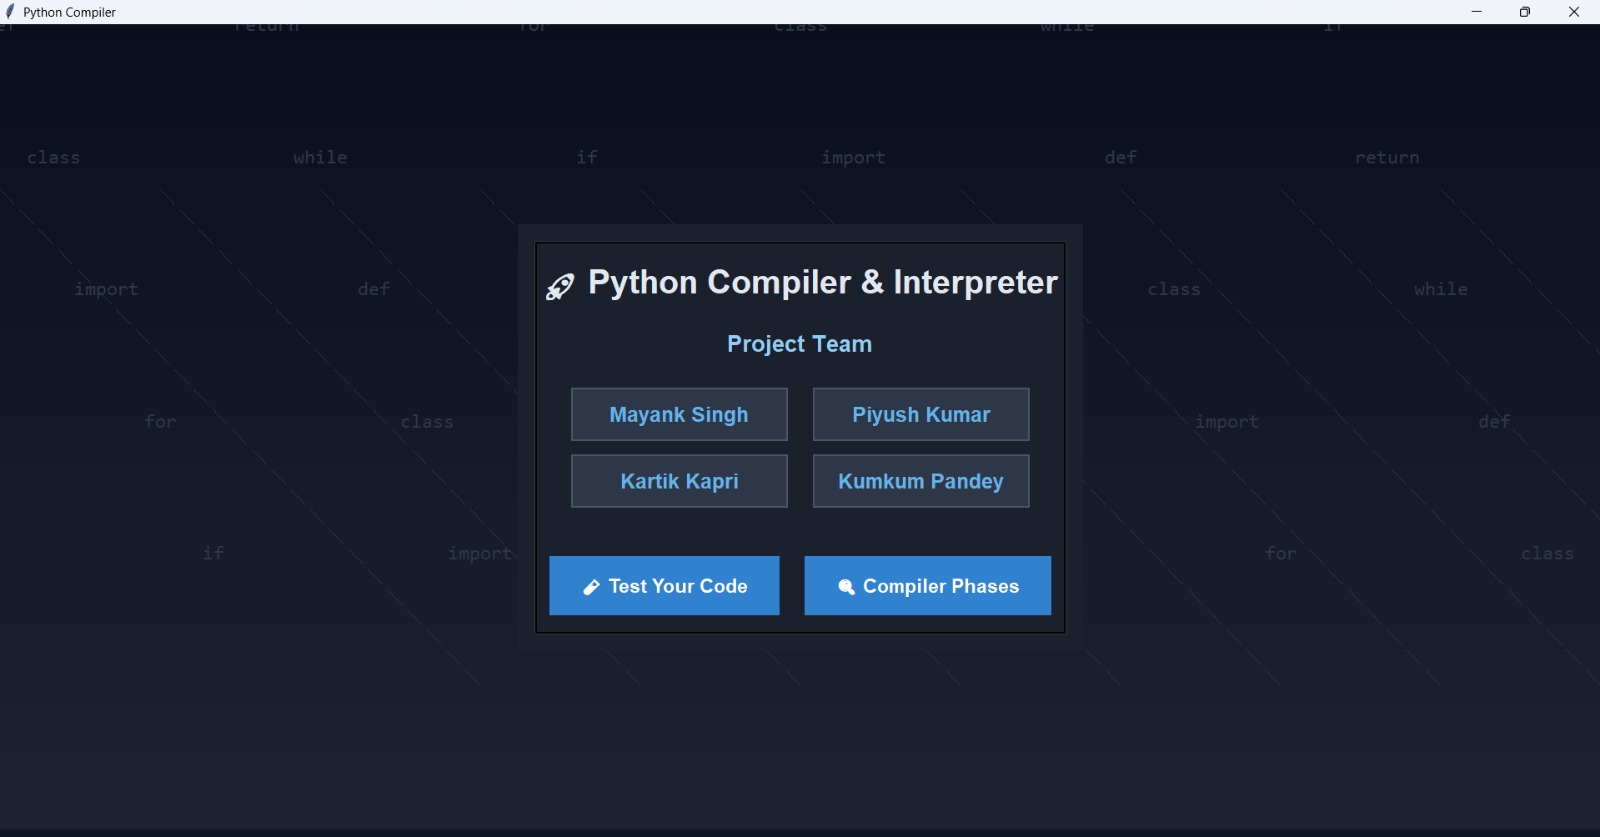 Python Compiler
return for class while if
class while if import def return
🚀 Python Compiler & Interpreter
import def class while
Project Team
Mayank Singh Piyush Kumar
for class import def
Kartik Kapri Kumkum Pandey
if import for class
Test Your Code 🔍 Compiler Phases